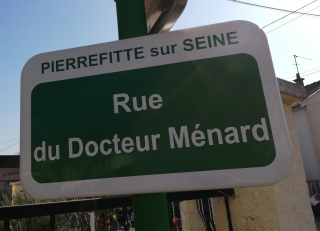 PIERREFITTE sur SEINE
Rue
du Docteur Ménard